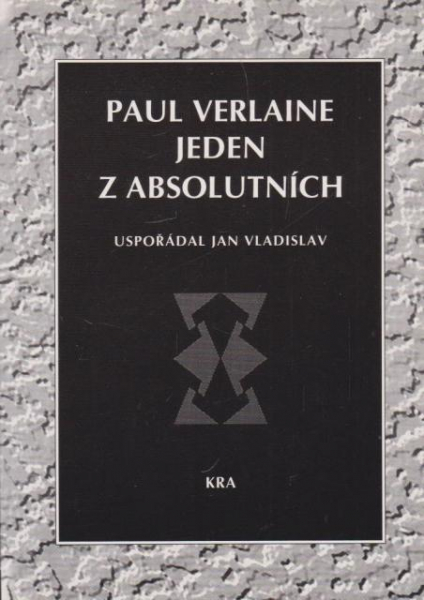 PAUL VERLAINE
JEDEN
Z ABSOLUTNÍCH
USPOŘÁDAL JAN VLADISLAV
KRA